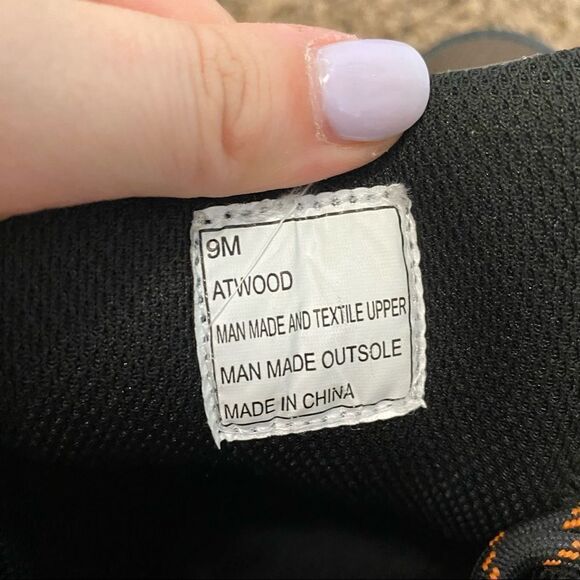 9M
ATWOOD
MAN MADE AND TEXTILE UPPER
MAN MADE OUTSOLE
MADE IN CHINA